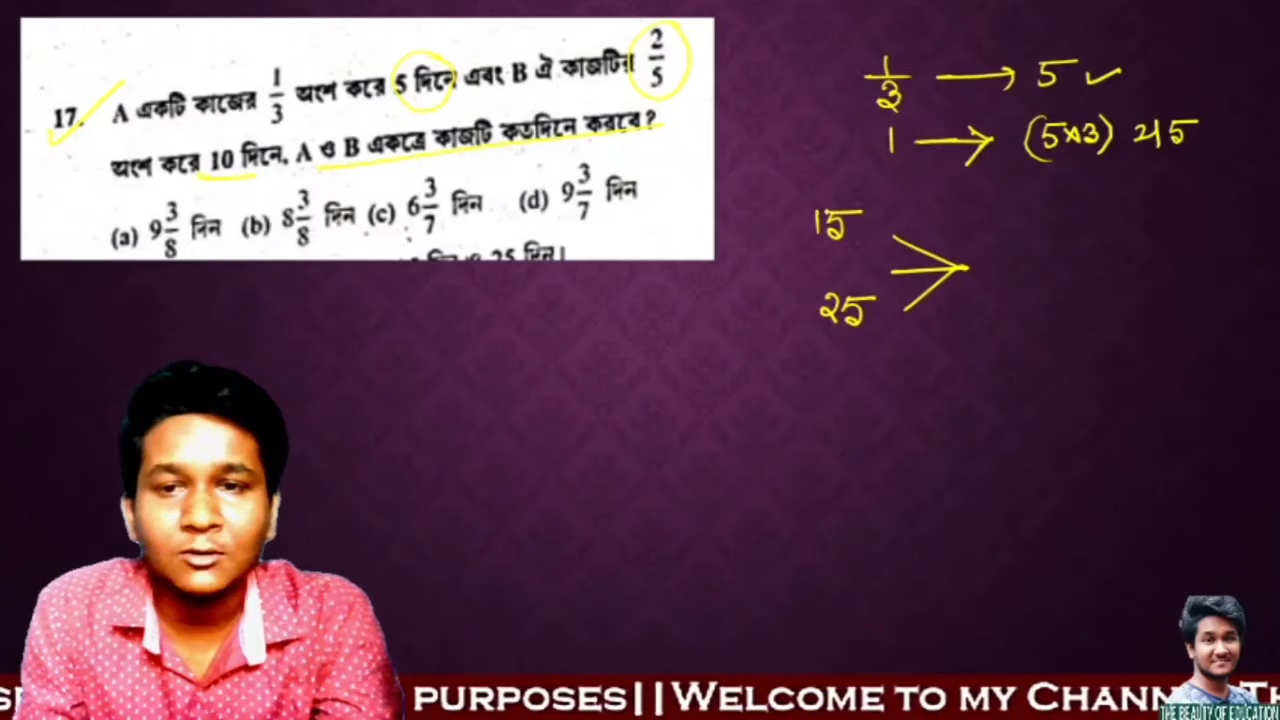 17. A একটি কাজের 1/3 অংশ করে 5 দিনে এবং B ঐ কাজটির 2/5
অংশ করে 10 দিনে, A ও B একত্রে কাজটি কতদিনে করবে?
(a) 9 3/8 দিন (b) 8 3/8 দিন (c) 6 3/7 দিন (d) 9 3/7 দিন
25 দিন।
1/3 → 5 ✓
1 → (5×3) 15
15
25
PURPOSES||WELCOME TO MY CHANN
THE BEAUTY OF EDUCATION